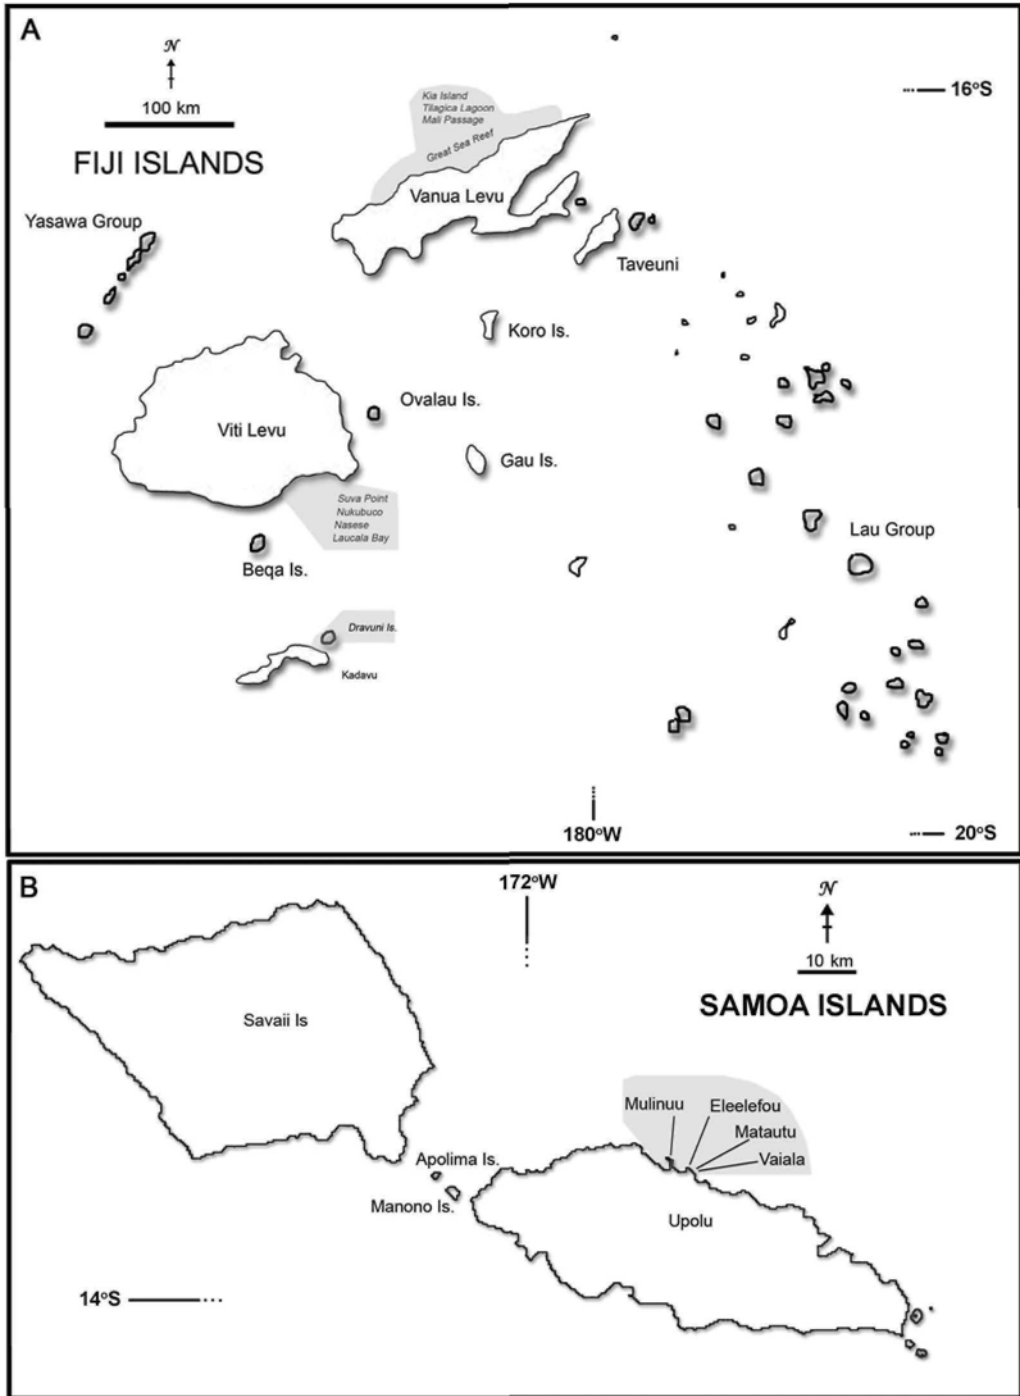 A
N
100 km
FIJI ISLANDS
16°S
Kia Island
Tilagica Lagoon
Mali Passage
Great Sea Reef
Vanua Levu
Yasawa Group
Taveuni
Koro Is.
Ovalau Is.
Viti Levu
Gau Is.
Suva Point
Nukubuco
Nasese
Laucala Bay
Lau Group
Beqa Is.
Dravuni Is.
Kadavu
180°W
20°S
B
172°W
N
10 km
SAMOA ISLANDS
Savaii Is
Mulinuu
Eleelefou
Matautu
Vaiala
Apolima Is.
Manono Is.
Upolu
14°S